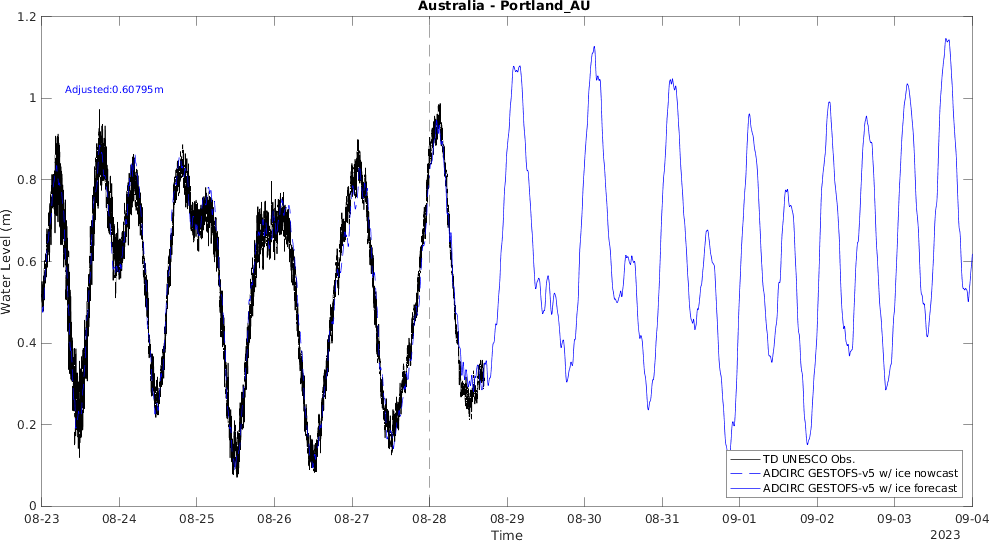 Australia - Portland_AU
1.2
1
0.8
0.6
0.4
0.2
0
Water Level (m)
Adjusted:0.60795m
TD UNESCO Obs.
ADCIRC GESTOFS-v5 w/ ice nowcast
ADCIRC GESTOFS-v5 w/ ice forecast
08-23 08-24 08-25 08-26 08-27 08-28 08-29 08-30 08-31 09-01 09-02 09-03 09-04
Time
2023